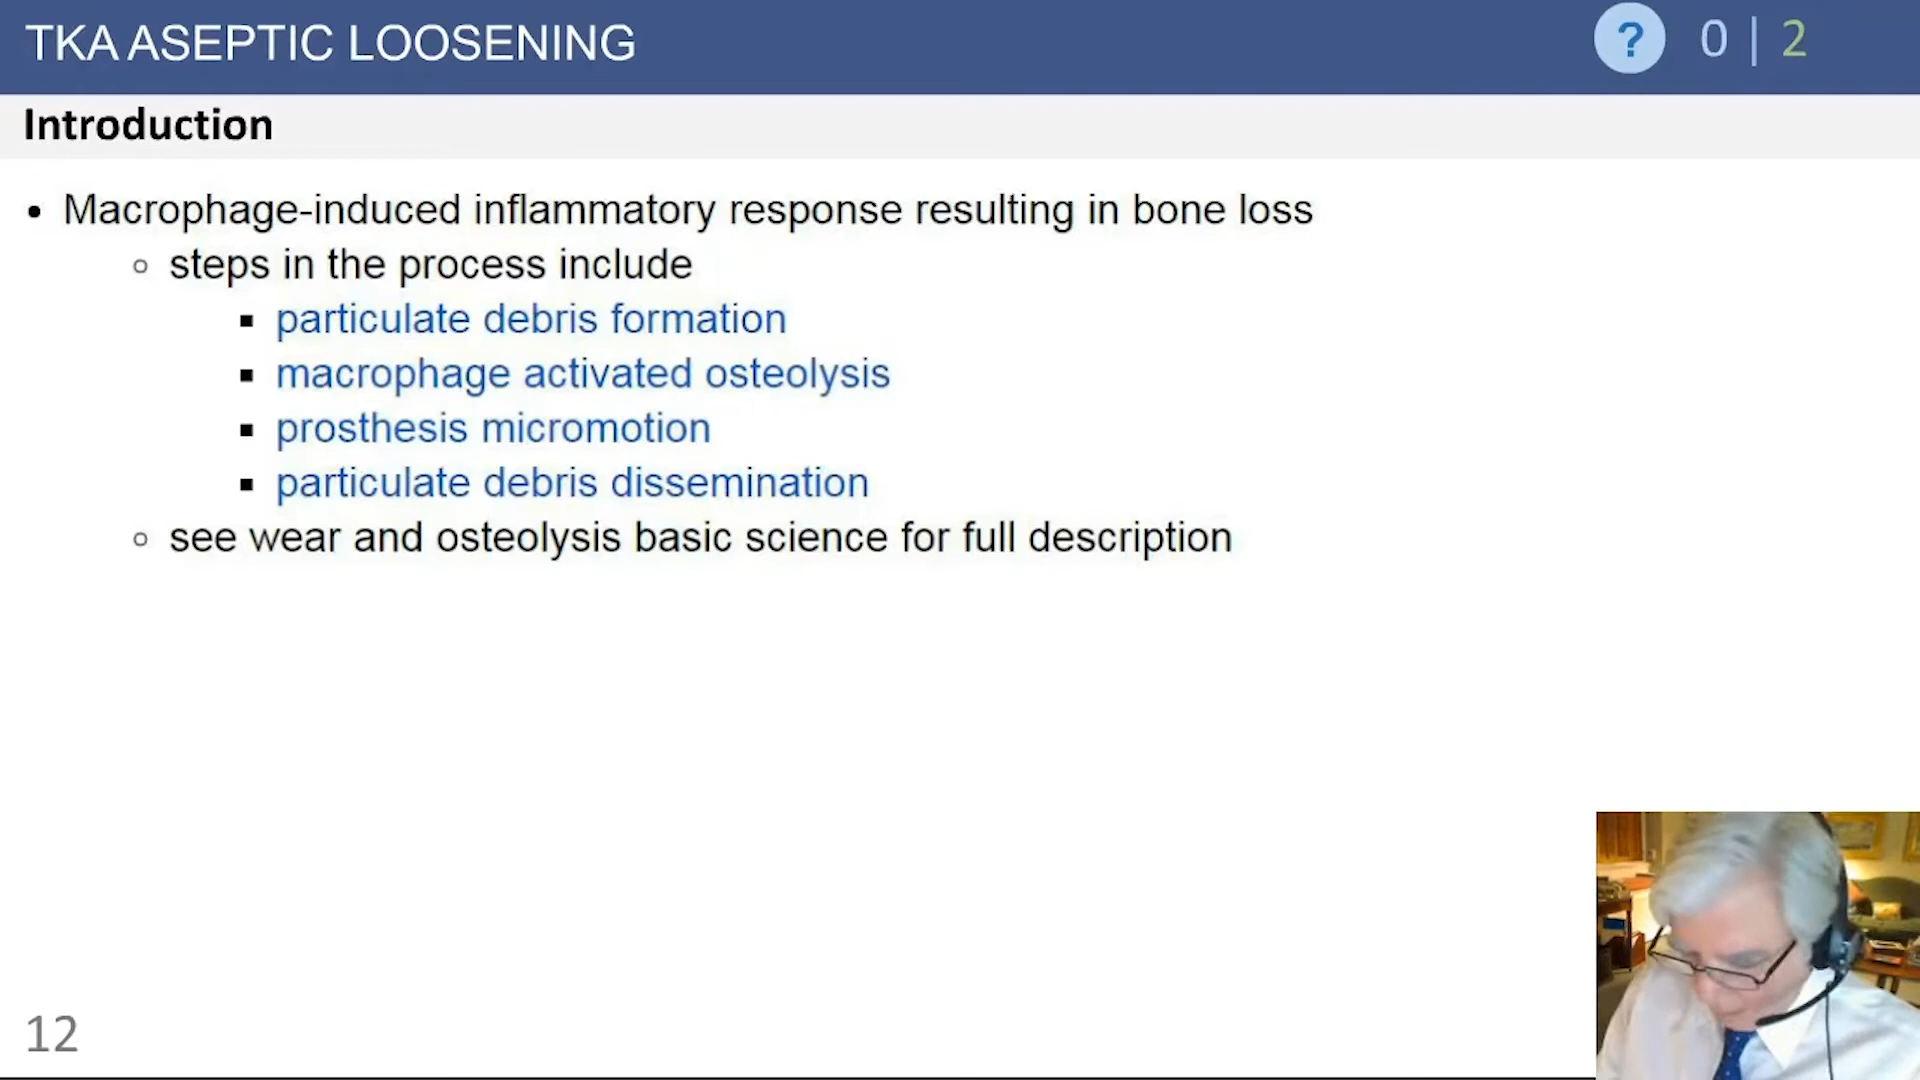 TKA ASEPTIC LOOSENING
? 0 | 2
Introduction
• Macrophage-induced inflammatory response resulting in bone loss
○ steps in the process include
▪ particulate debris formation
▪ macrophage activated osteolysis
▪ prosthesis micromotion
▪ particulate debris dissemination
○ see wear and osteolysis basic science for full description
12